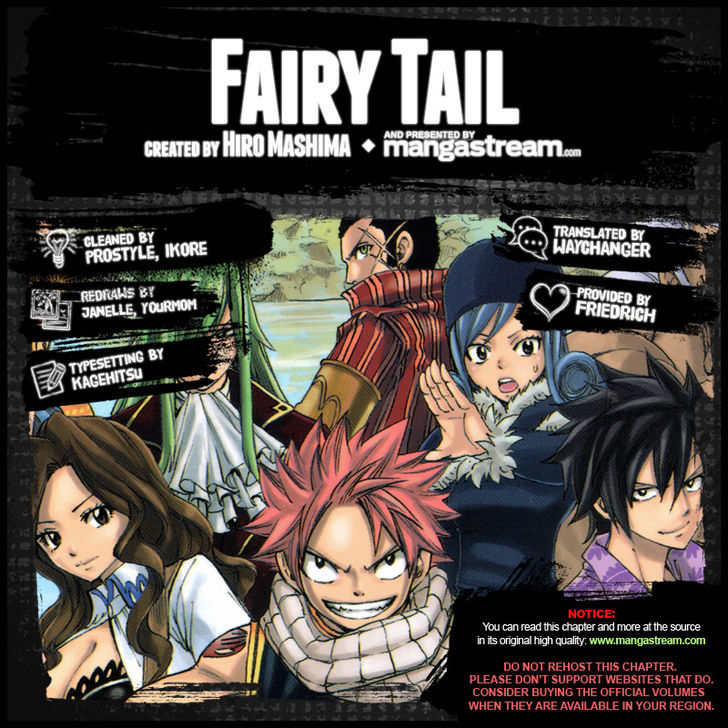 FAIRY TAIL
CREATED BY HIRO MASHIMA ◆ AND PRESENTED BY mangastream.com
CLEANED BY
PROSTYLE, IKORE
REDRAWS BY
JANELLE, YOURMOM
TYPESETTING BY
KAGEHITSU
TRANSLATED BY
WAYCHANGER
PROVIDED BY
FRIEDRICH
NOTICE:
You can read this chapter and more at the source
in its original high quality: www.mangastream.com
DO NOT REHOST THIS CHAPTER.
PLEASE DON'T SUPPORT WEBSITES THAT DO.
CONSIDER BUYING THE OFFICIAL VOLUMES
WHEN THEY ARE AVAILABLE IN YOUR REGION.